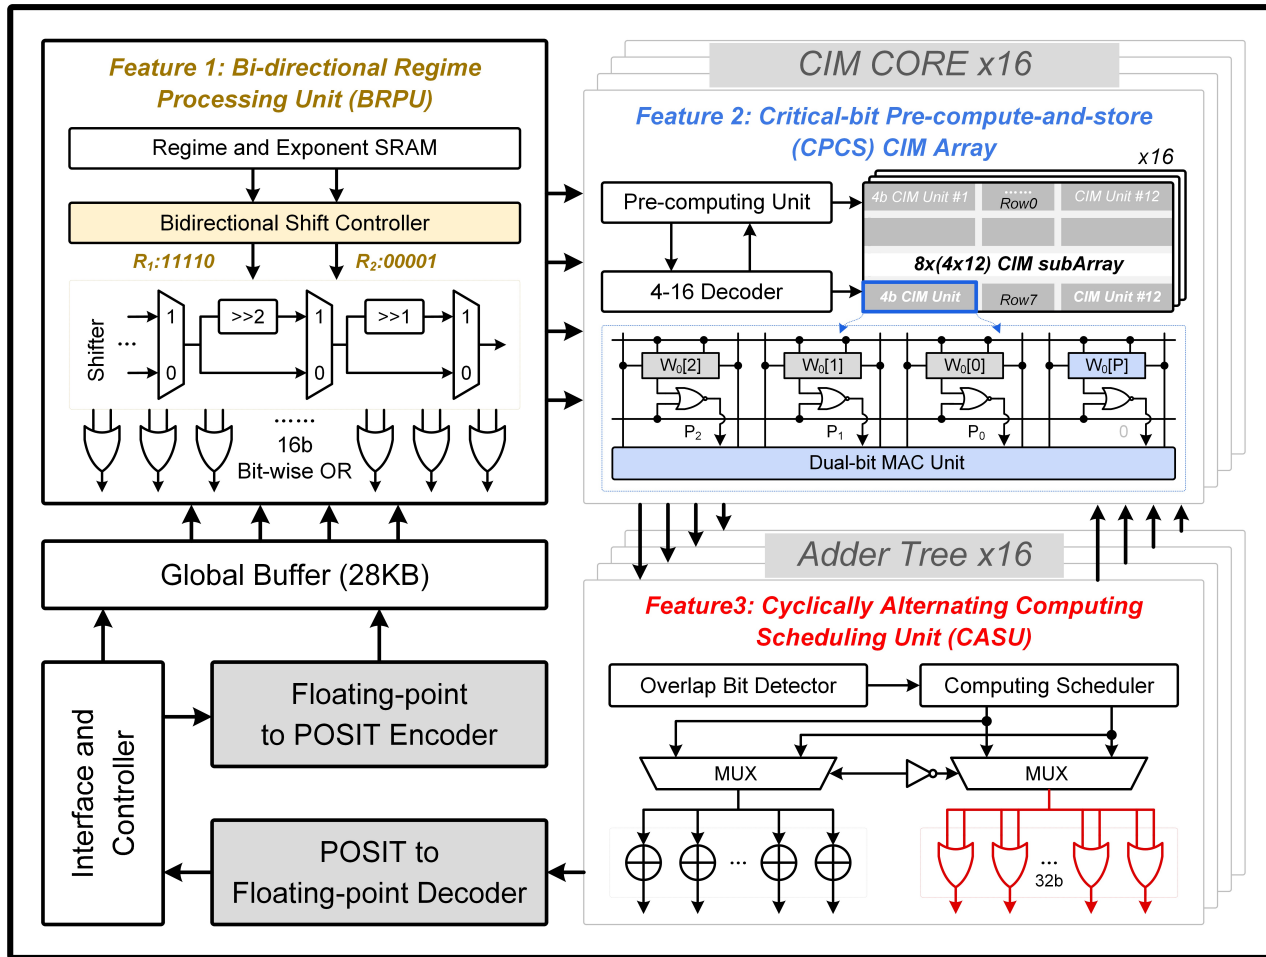 Feature 1: Bi-directional Regime
Processing Unit (BRPU)
Regime and Exponent SRAM
Bidirectional Shift Controller
R1:11110
R2:00001
Shifter
1
...
0
>>2
1
0
>>1
1
0
......
16b
Bit-wise OR
Global Buffer (28KB)
Interface and
Controller
Floating-point
to POSIT Encoder
POSIT to
Floating-point Decoder
CIM CORE x16
Feature 2: Critical-bit Pre-compute-and-store
(CPCS) CIM Array
x16
Pre-computing Unit
4-16 Decoder
4b CIM Unit #1
......
Row0
CIM Unit #12
8x(4x12) CIM subArray
4b CIM Unit
Row7
CIM Unit #12
W0[2]
W0[1]
W0[0]
W0[P]
P2
P1
P0
0
Dual-bit MAC Unit
Adder Tree x16
Feature3: Cyclically Alternating Computing
Scheduling Unit (CASU)
Overlap Bit Detector
Computing Scheduler
MUX
MUX
...
...
32b